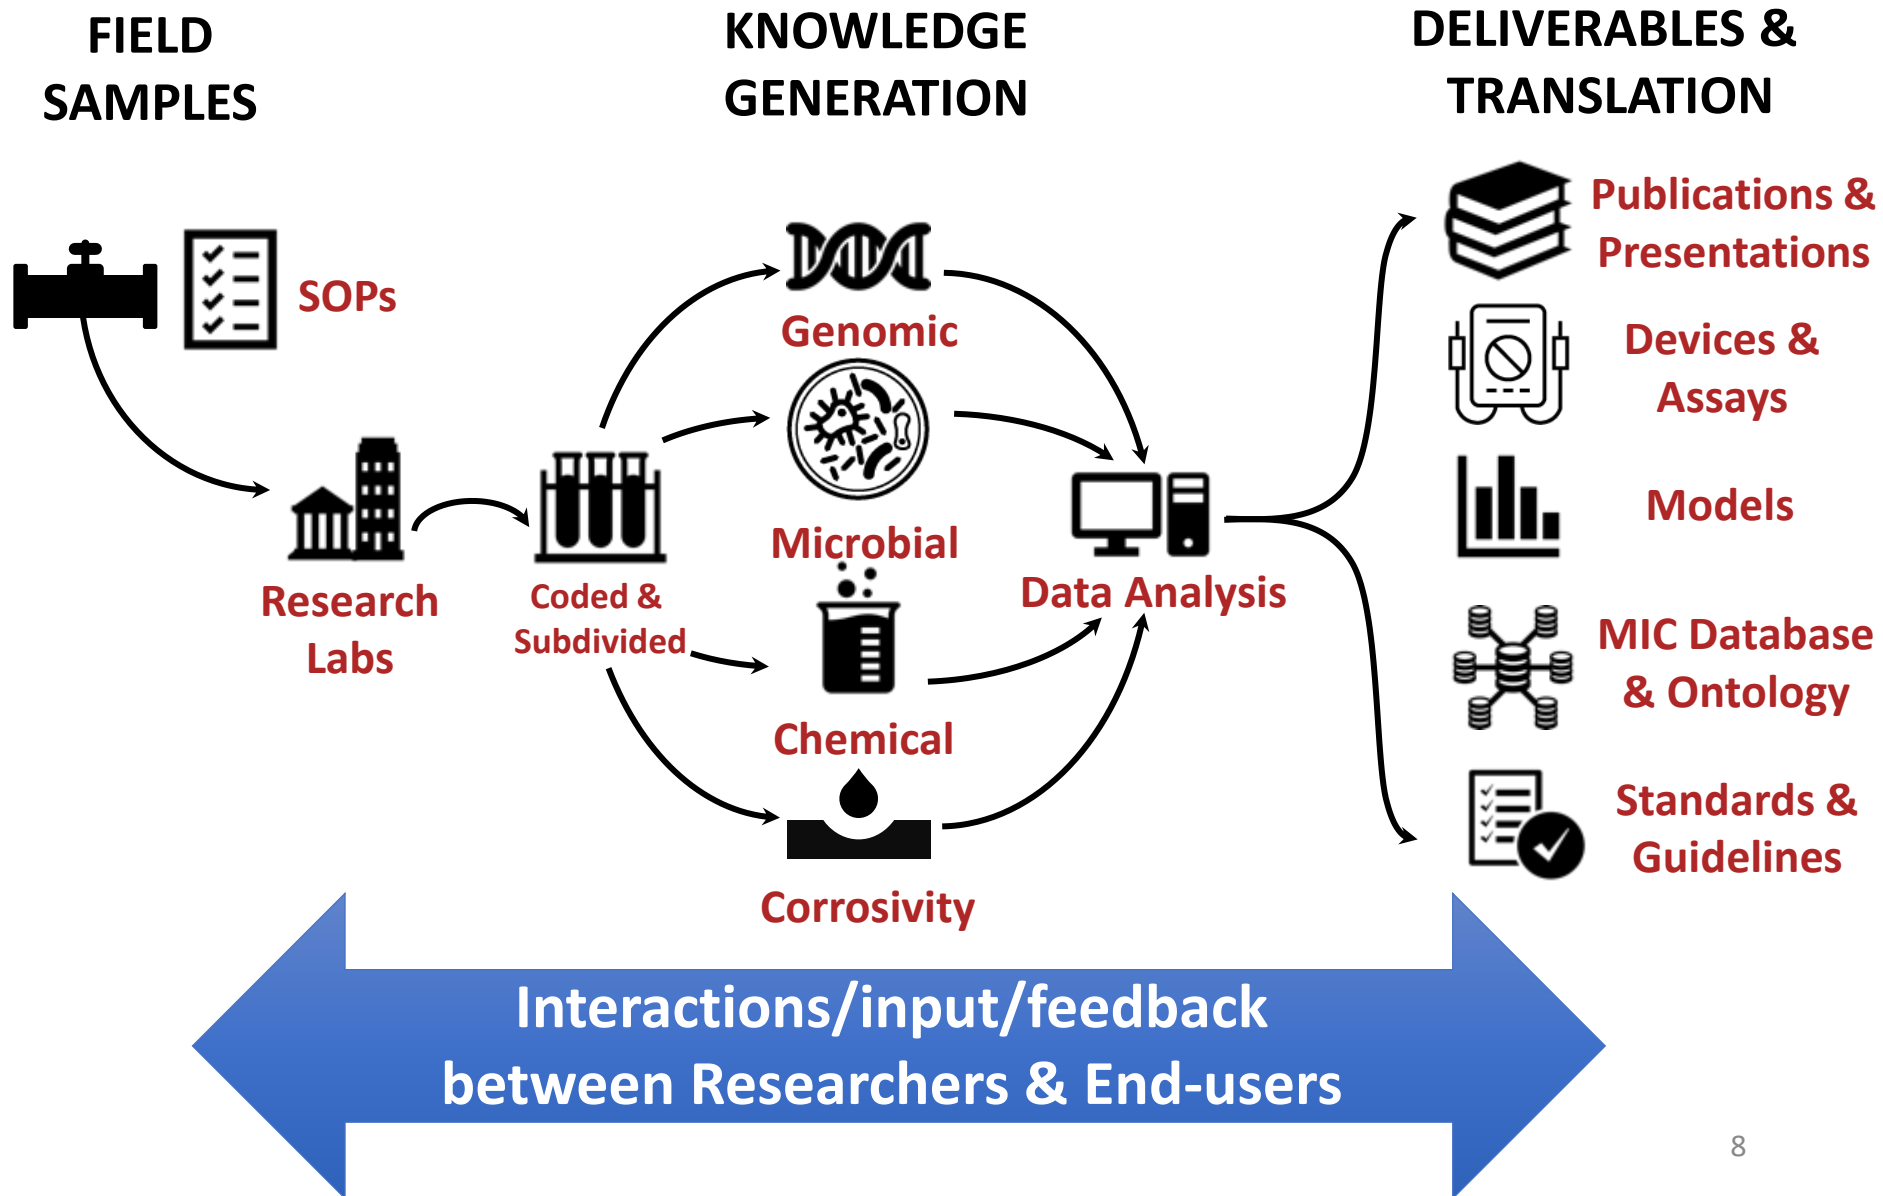 FIELD
SAMPLES
KNOWLEDGE
GENERATION
DELIVERABLES &
TRANSLATION
SOPs
Research
Labs
Coded &
Subdivided
Genomic
Microbial
Chemical
Corrosivity
Data Analysis
Publications &
Presentations
Devices &
Assays
Models
MIC Database
& Ontology
Standards &
Guidelines
Interactions/input/feedback
between Researchers & End-users
8